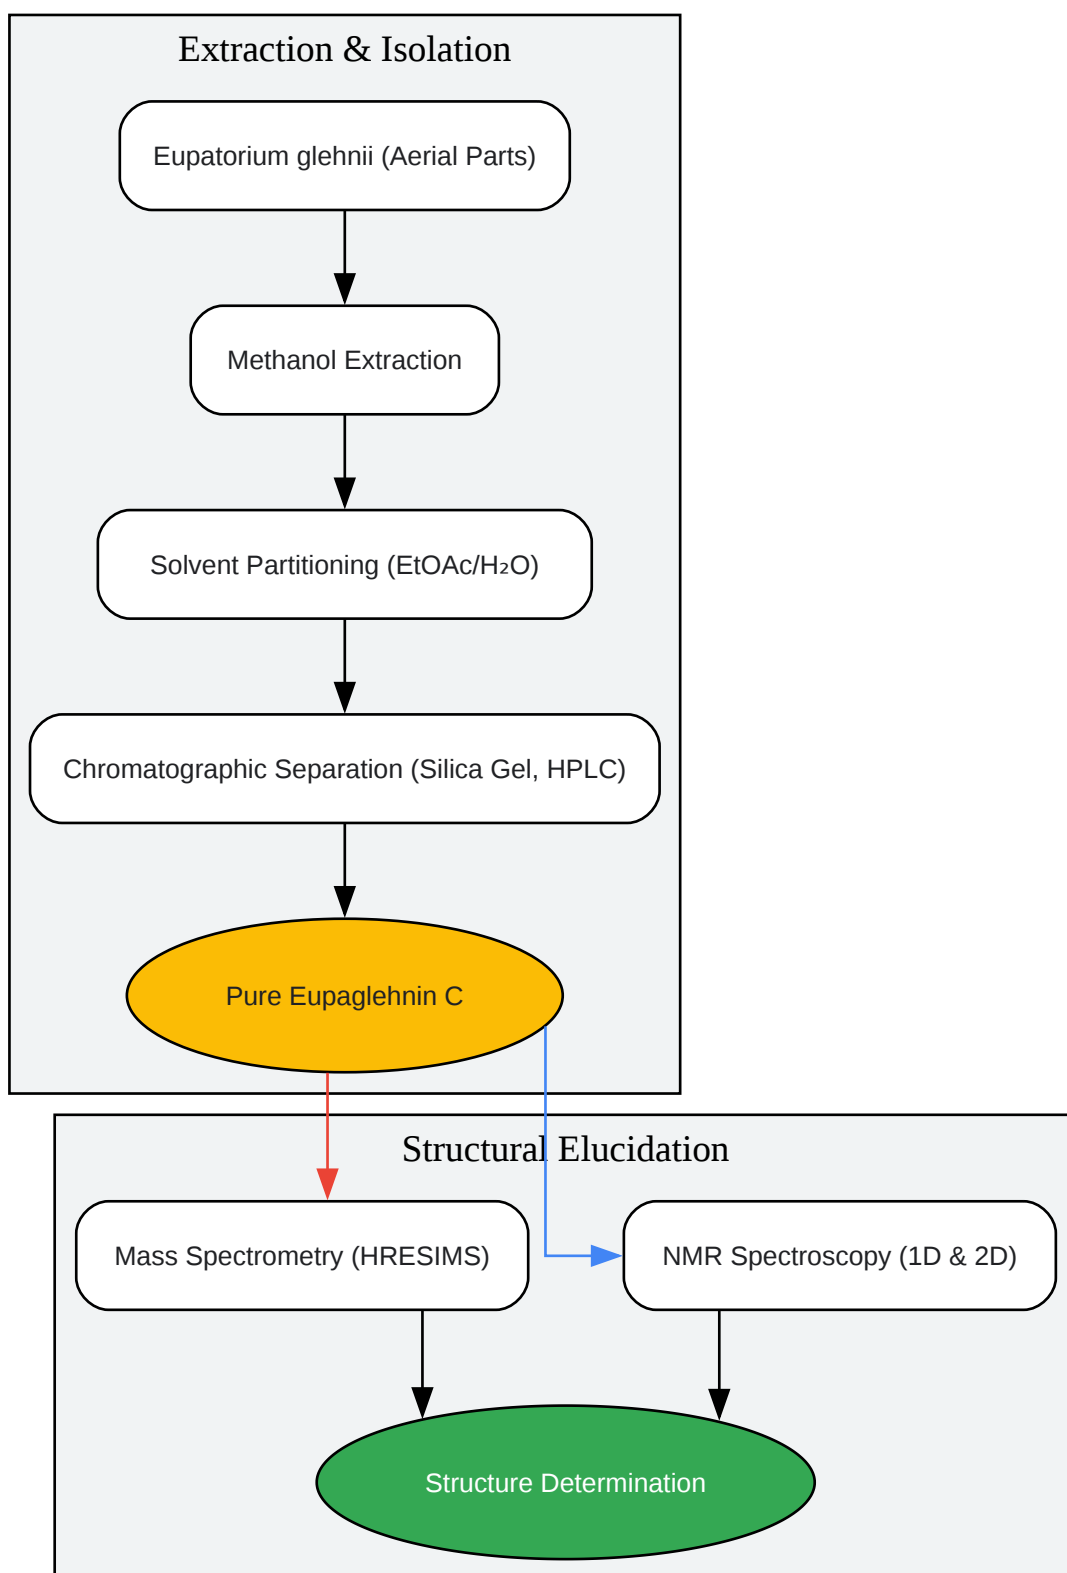 Extraction & Isolation
Eupatorium glehnii (Aerial Parts)
Methanol Extraction
Solvent Partitioning (EtOAc/H₂O)
Chromatographic Separation (Silica Gel, HPLC)
Pure Eupaglehnin C
Structural Elucidation
Mass Spectrometry (HRESIMS)
NMR Spectroscopy (1D & 2D)
Structure Determination